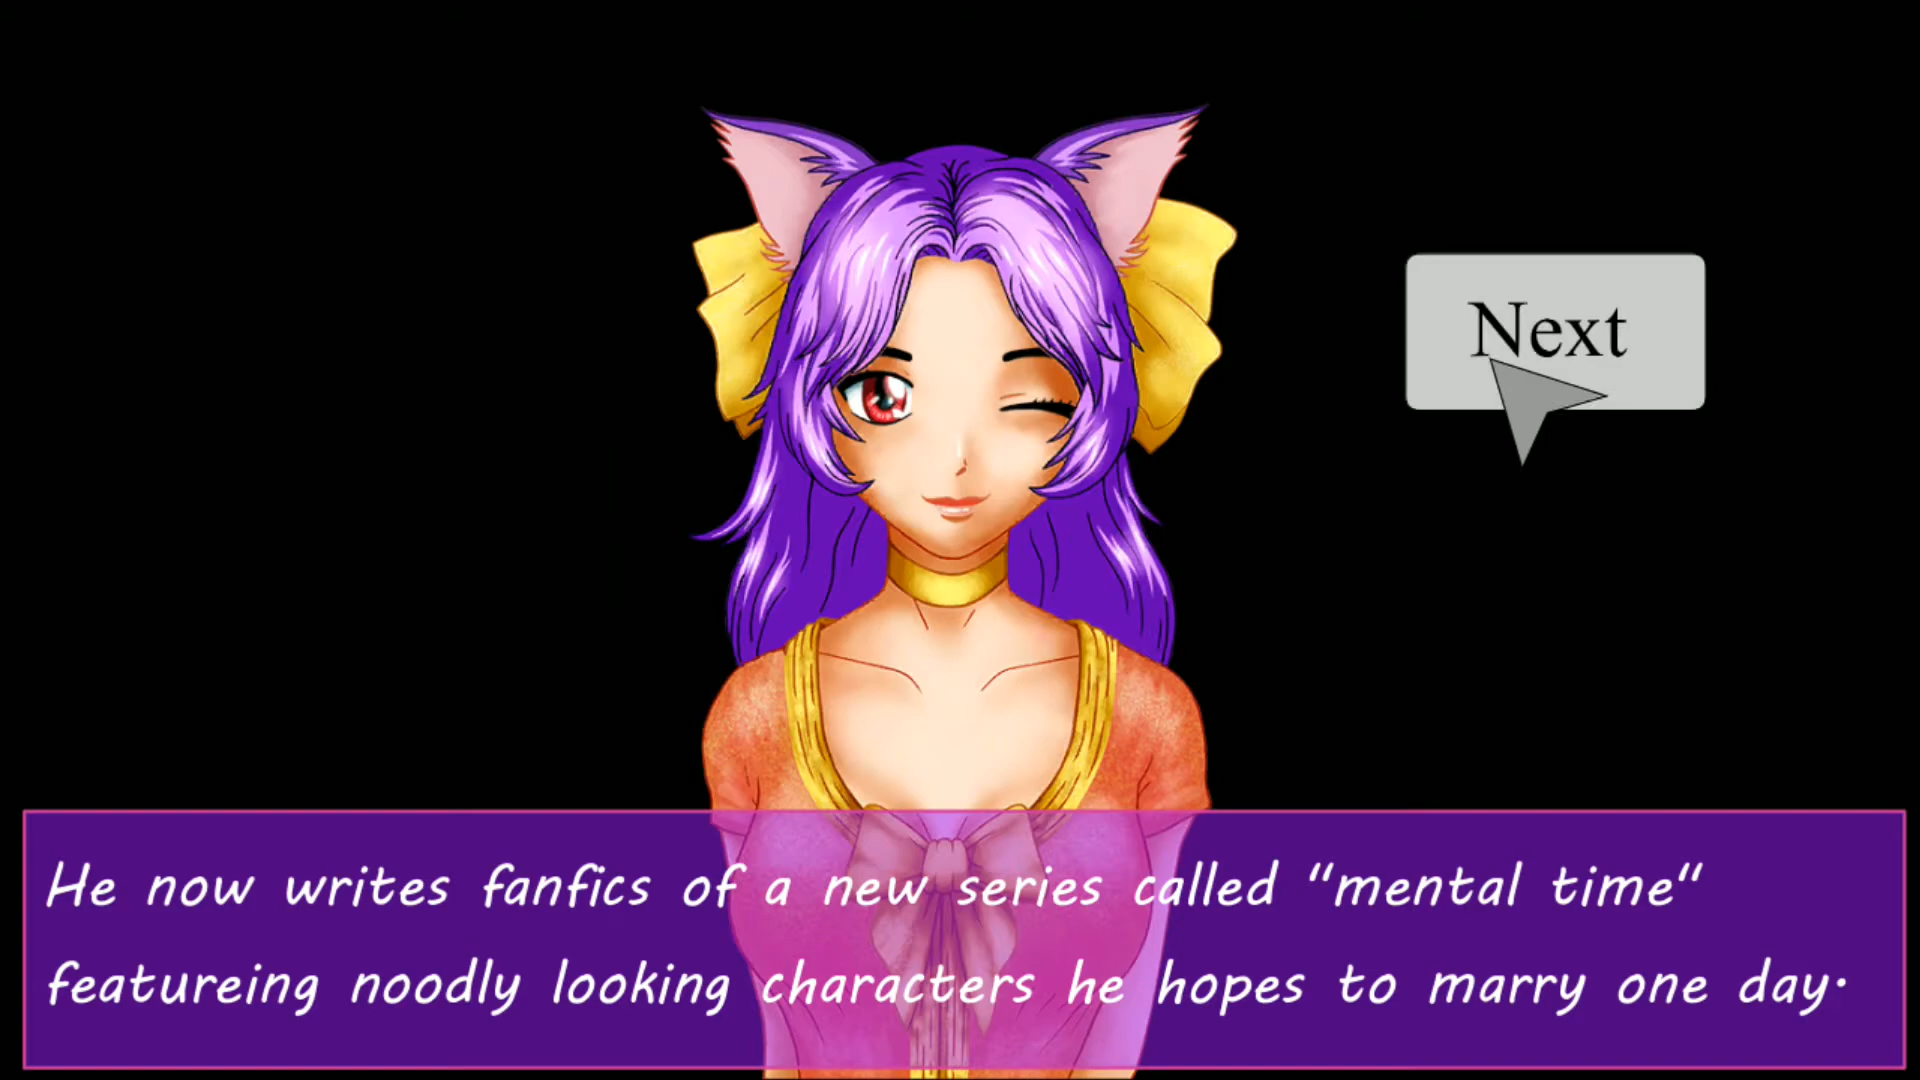 Next
He now writes fanfics of a new series called “mental time“
featureing noodly looking characters he hopes to marry one day.